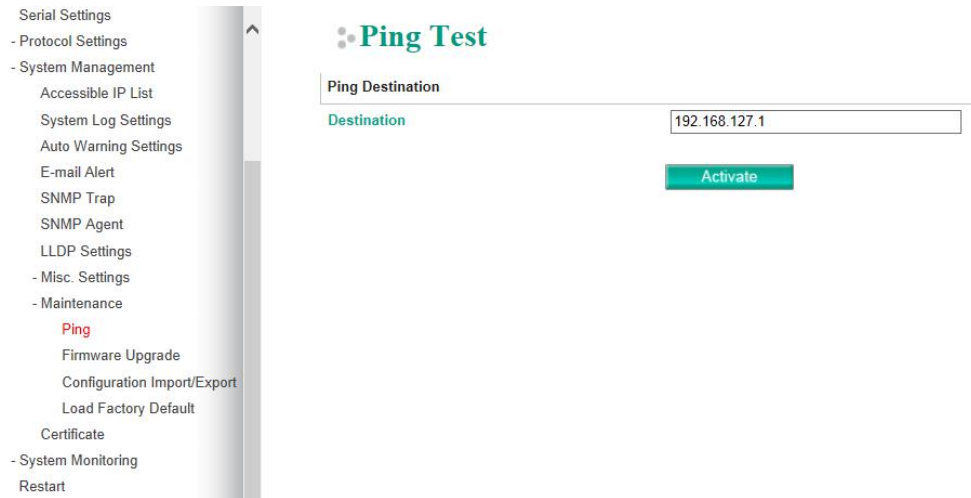 Serial Settings
- Protocol Settings
- System Management
Accessible IP List
System Log Settings
Auto Warning Settings
E-mail Alert
SNMP Trap
SNMP Agent
LLDP Settings
- Misc. Settings
- Maintenance
Ping
Firmware Upgrade
Configuration Import/Export
Load Factory Default
Certificate
- System Monitoring
Restart
Ping Test
Ping Destination
Destination 192.168.127.1
Activate